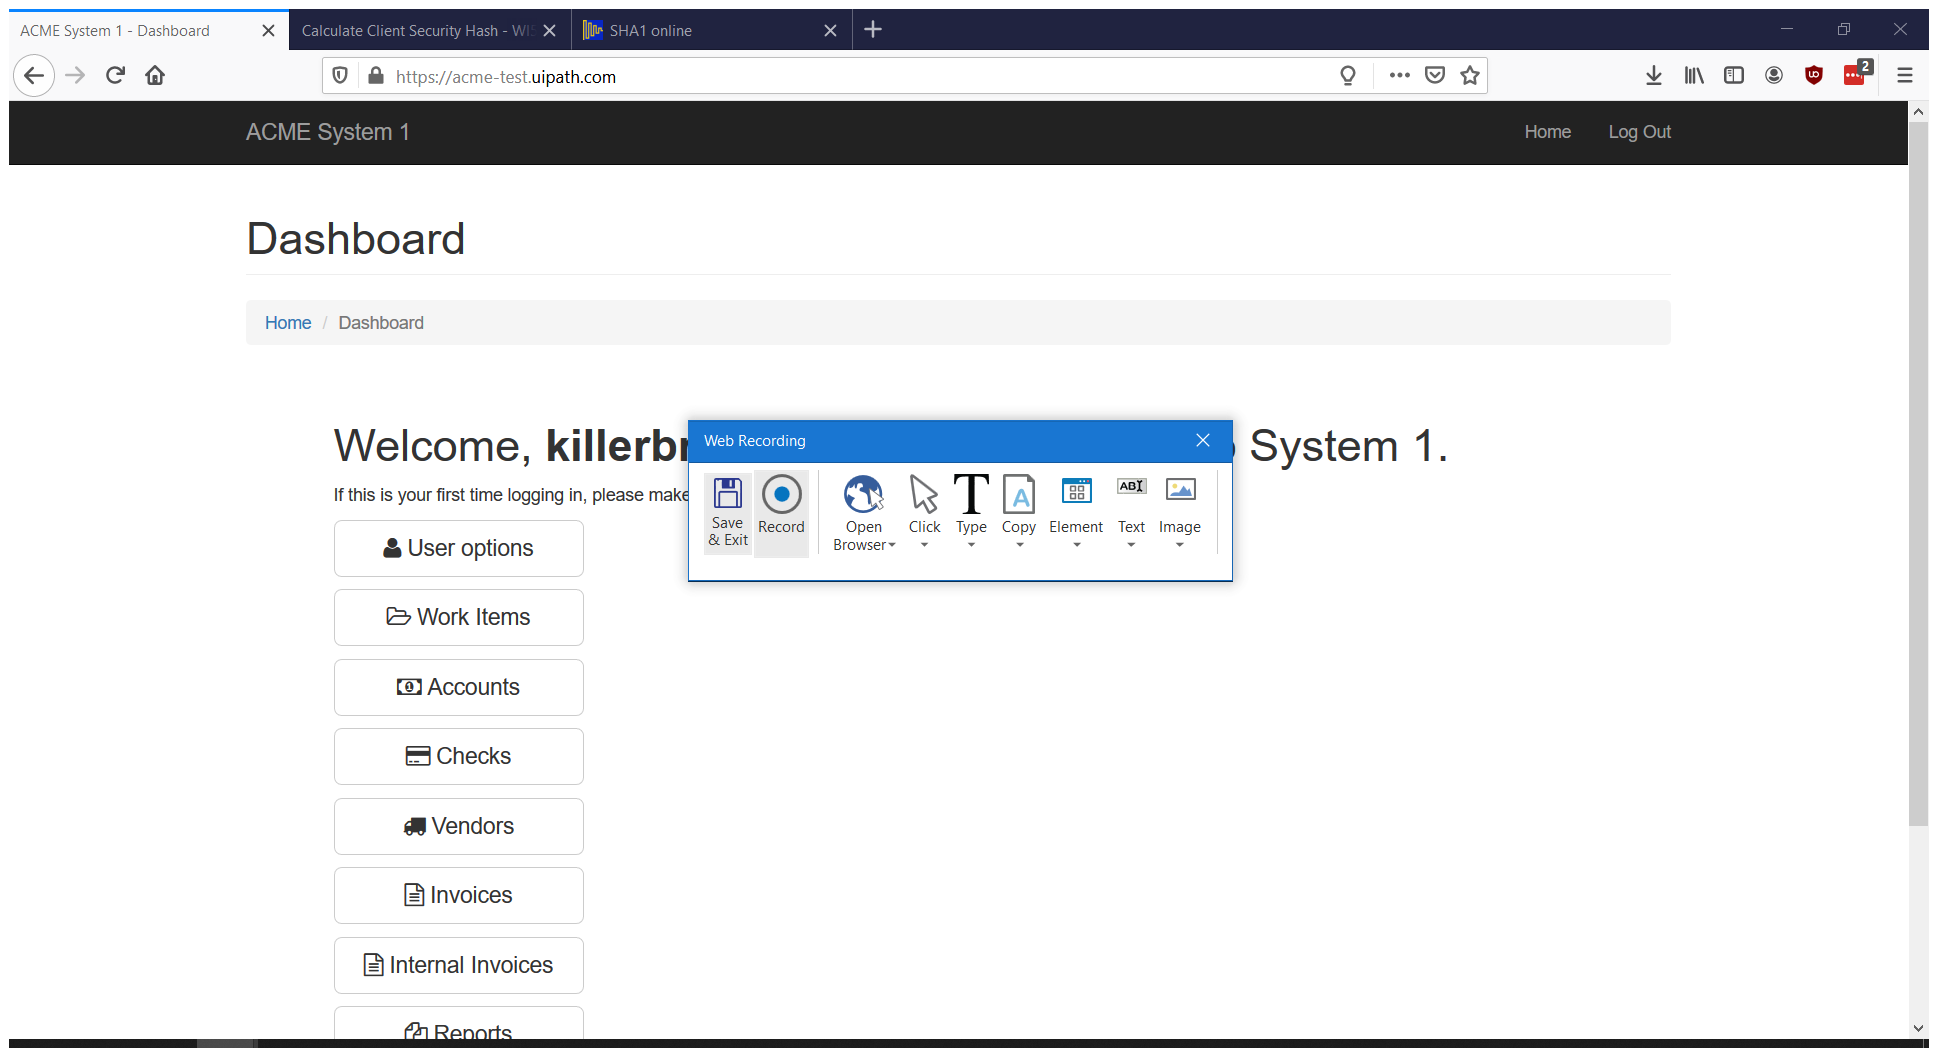 ACME System 1 - Dashboard
Calculate Client Security Hash - WIS
SHA1 online
https://acme-test.uipath.com
2
ACME System 1
Home
Log Out
Dashboard
Home / Dashboard
Welcome, killerbr
System 1.
If this is your first time logging in, please make
Web Recording
Save & Exit
Record
Open Browser
Click
Type
Copy
Element
Text
Image
User options
Work Items
Accounts
Checks
Vendors
Invoices
Internal Invoices
Reports